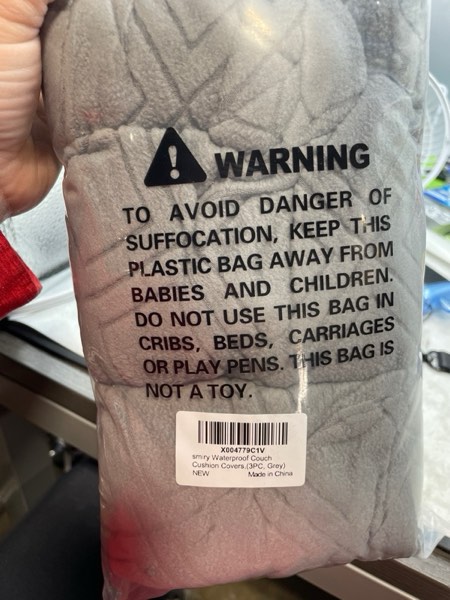 WARNING
TO AVOID DANGER OF
SUFFOCATION, KEEP THIS
PLASTIC BAG AWAY FROM
BABIES AND CHILDREN.
DO NOT USE THIS BAG IN
CRIBS, BEDS, CARRIAGES
OR PLAY PENS. THIS BAG IS
NOT A TOY.
X004779C1V
smiry Waterproof Couch
Cushion Covers,(3PC, Grey)
NEW Made in China